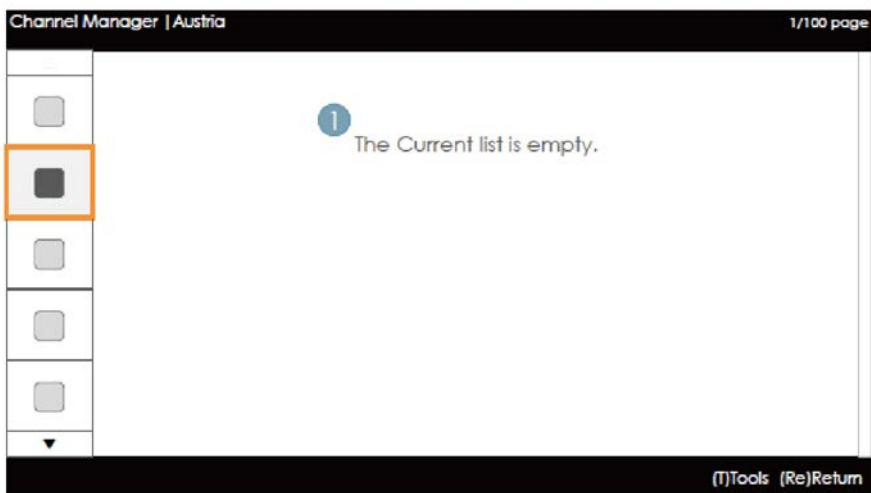 Channel Manager | Austria
1/100 page
1
The Current list is empty.
(T)Tools (Re)Return